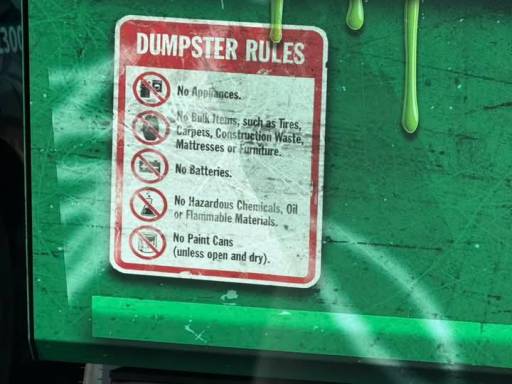 DUMPSTER RULES
No Appliances.
No Bulk Items, such as Tires,
Carpets, Construction Waste,
Mattresses or Furniture.
No Batteries.
No Hazardous Chemicals, Oil
or Flammable Materials.
No Paint Cans
(unless open and dry).